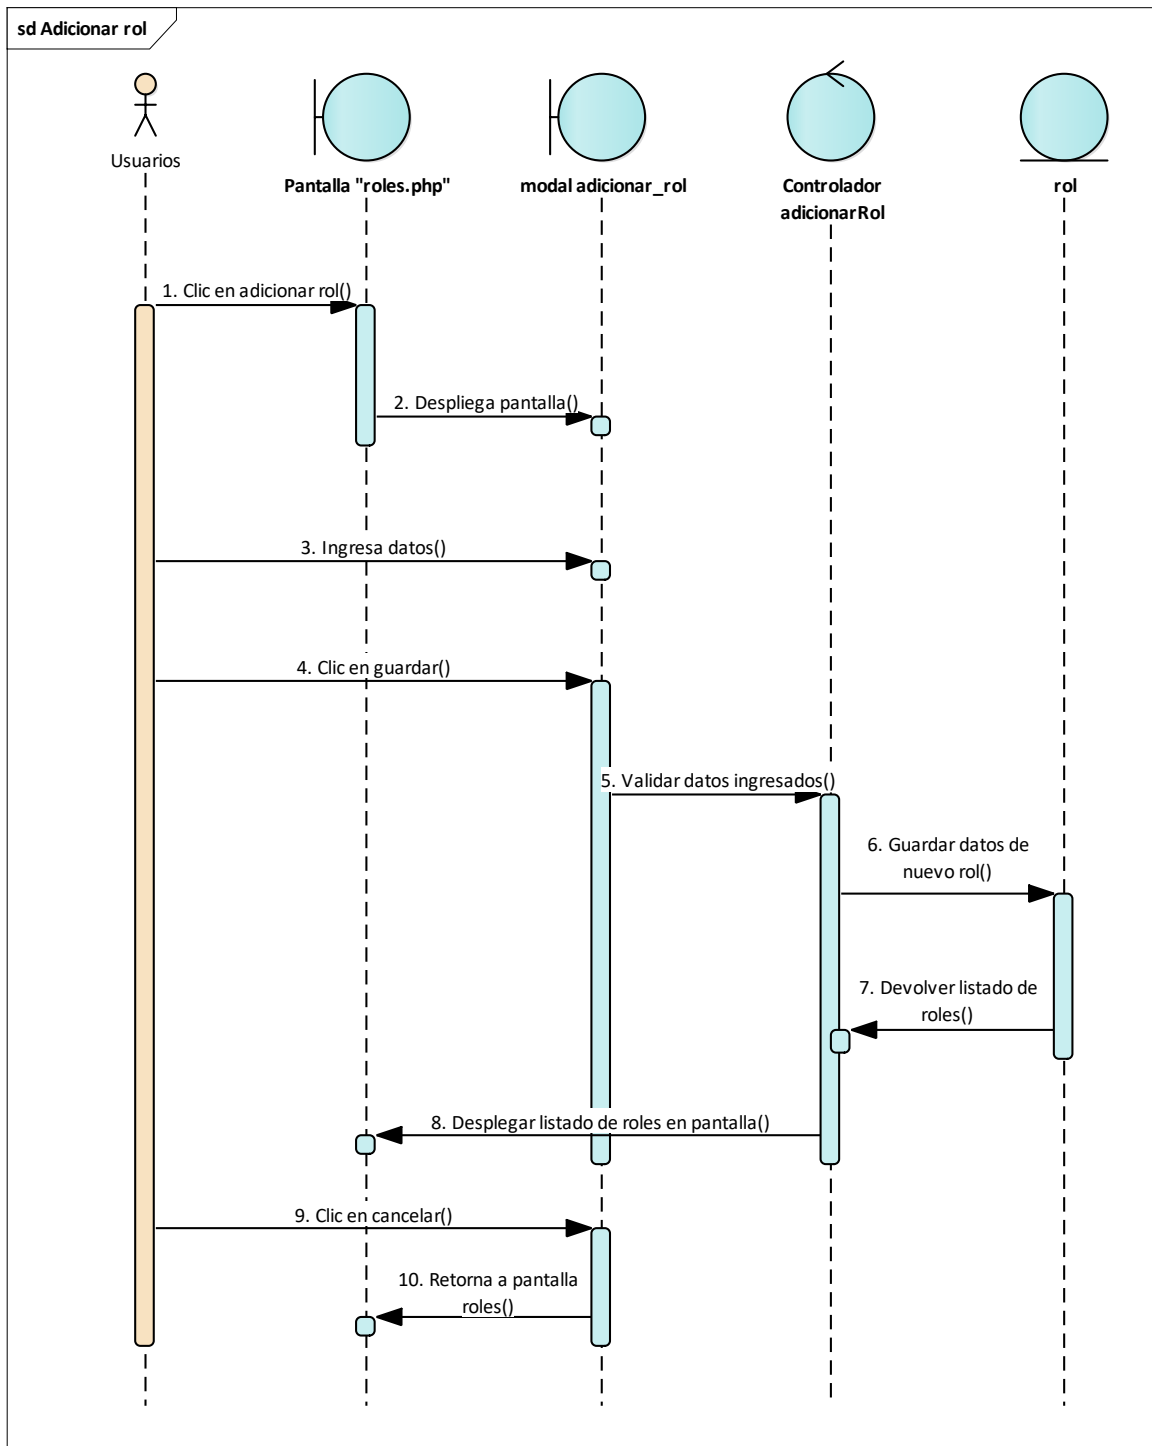 sd Adicionar rol
Usuarios
Pantalla "roles.php"
modal adicionar_rol
Controlador
adicionarRol
rol
1. Clic en adicionar rol()
2. Despliega pantalla()
3. Ingresa datos()
4. Clic en guardar()
5. Validar datos ingresados()
6. Guardar datos de
nuevo rol()
7. Devolver listado de
roles()
8. Desplegar listado de roles en pantalla()
9. Clic en cancelar()
10. Retorna a pantalla
roles()